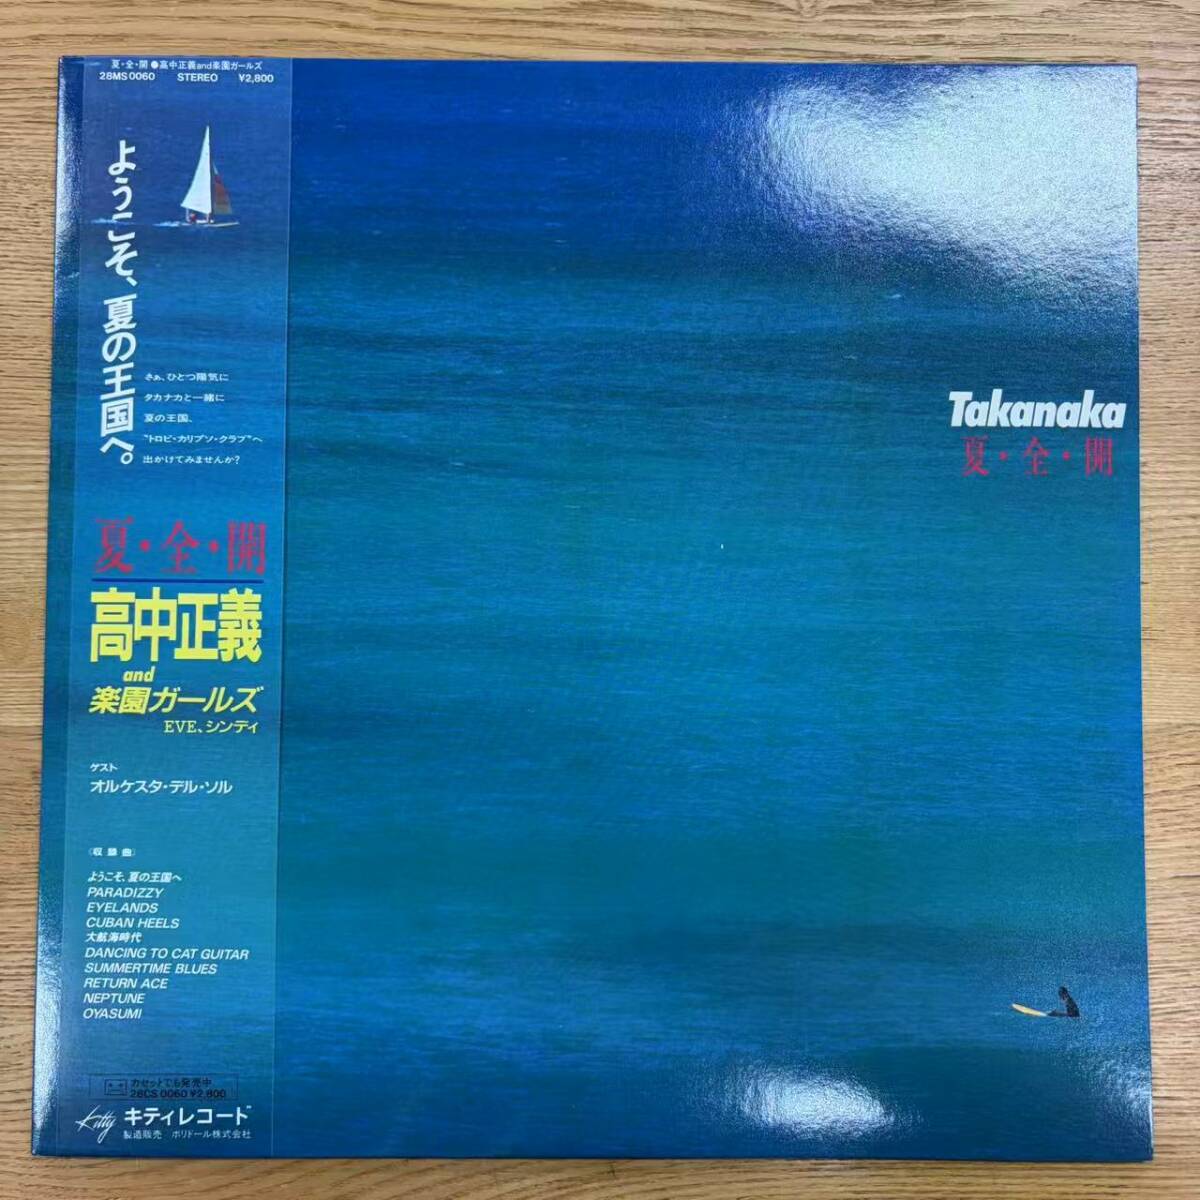 夏・全・開●高中正義and楽園ガールズ
28MS 0060 STEREO ¥2,800
ようこそ、夏の王国へ。
さぁ、ひとつ陽気に
タカナカと一緒に
夏の王国、
“トロピ・カリプソ・クラブ”へ
出かけてみませんか?
夏・全・開
高中正義
and
楽園ガールズ
EVE、シンディ
ゲスト
オルケスタ・デル・ソル
〈収録曲〉
ようこそ、夏の王国へ
PARADIZZY
EYELANDS
CUBAN HEELS
大航海時代
DANCING TO CAT GUITAR
SUMMERTIME BLUES
RETURN ACE
NEPTUNE
OYASUMI
カセットでも発売中
28CS 0060 ¥2,800
Kitty キティレコード
製造販売 ポリドール株式会社
Takanaka
夏・全・開